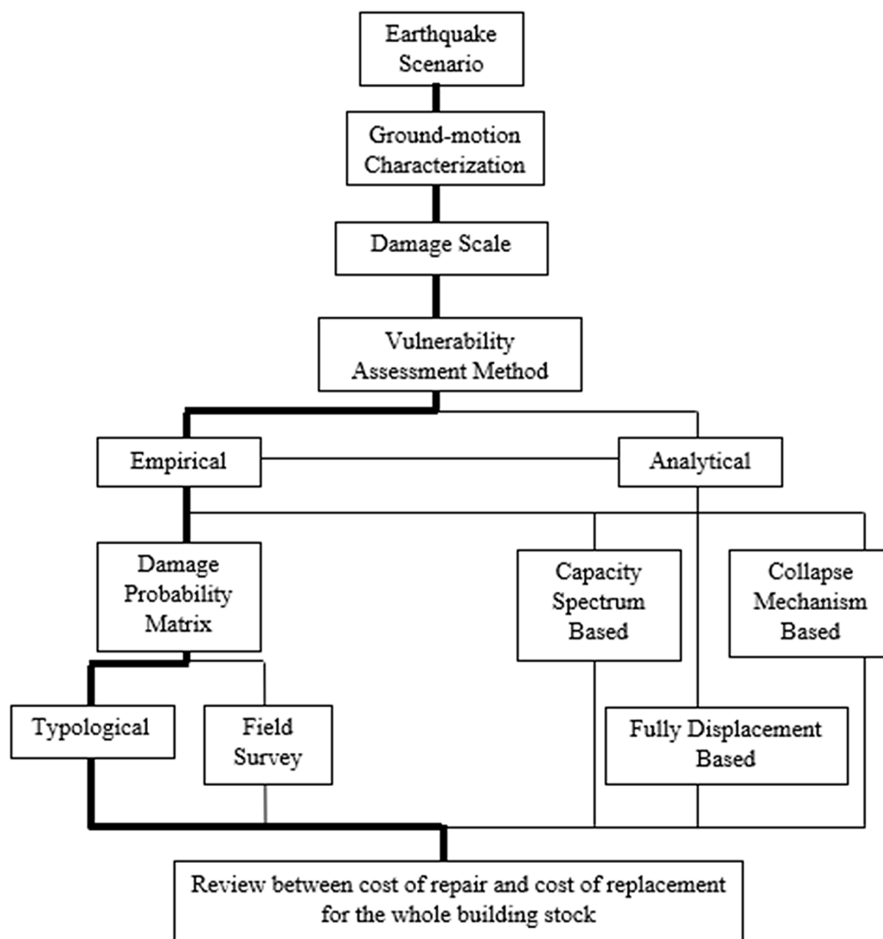 Earthquake
Scenario
Ground-motion
Characterization
Damage Scale
Vulnerability
Assessment Method
Empirical
Analytical
Damage
Probability
Matrix
Capacity
Spectrum
Based
Collapse
Mechanism
Based
Typological
Field
Survey
Fully Displacement
Based
Review between cost of repair and cost of replacement
for the whole building stock